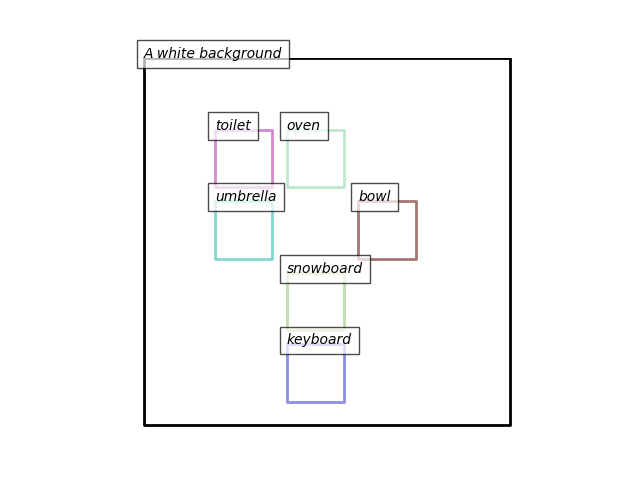 A white background
toilet
oven
umbrella
bowl
snowboard
keyboard